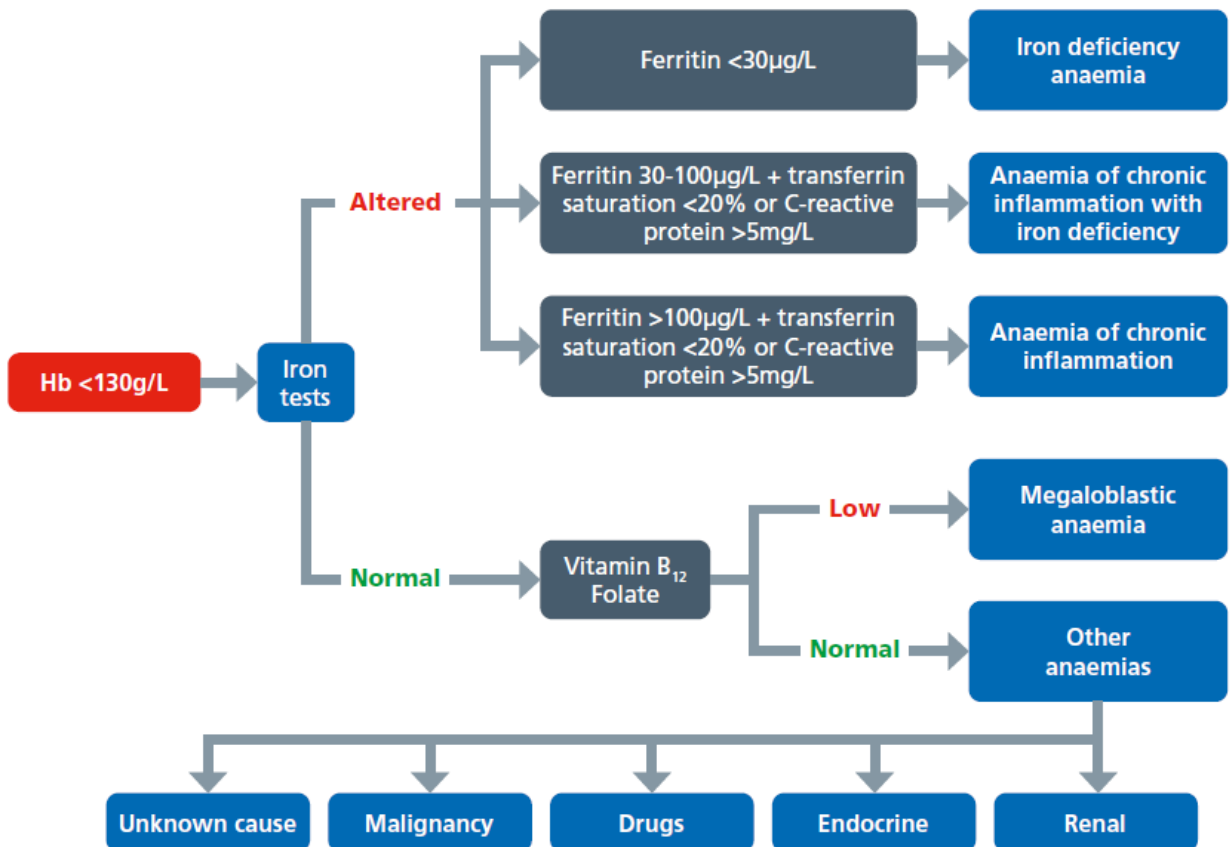 Ferritin <30µg/L
Iron deficiency
anaemia
Altered
Ferritin 30-100µg/L + transferrin
saturation <20% or C-reactive
protein >5mg/L
Anaemia of chronic
inflammation with
iron deficiency
Ferritin >100µg/L + transferrin
saturation <20% or C-reactive
protein >5mg/L
Anaemia of chronic
inflammation
Hb <130g/L
Iron
tests
Low
Megaloblastic
anaemia
Normal
Vitamin B₁₂
Folate
Normal
Other
anaemias
Unknown cause
Malignancy
Drugs
Endocrine
Renal